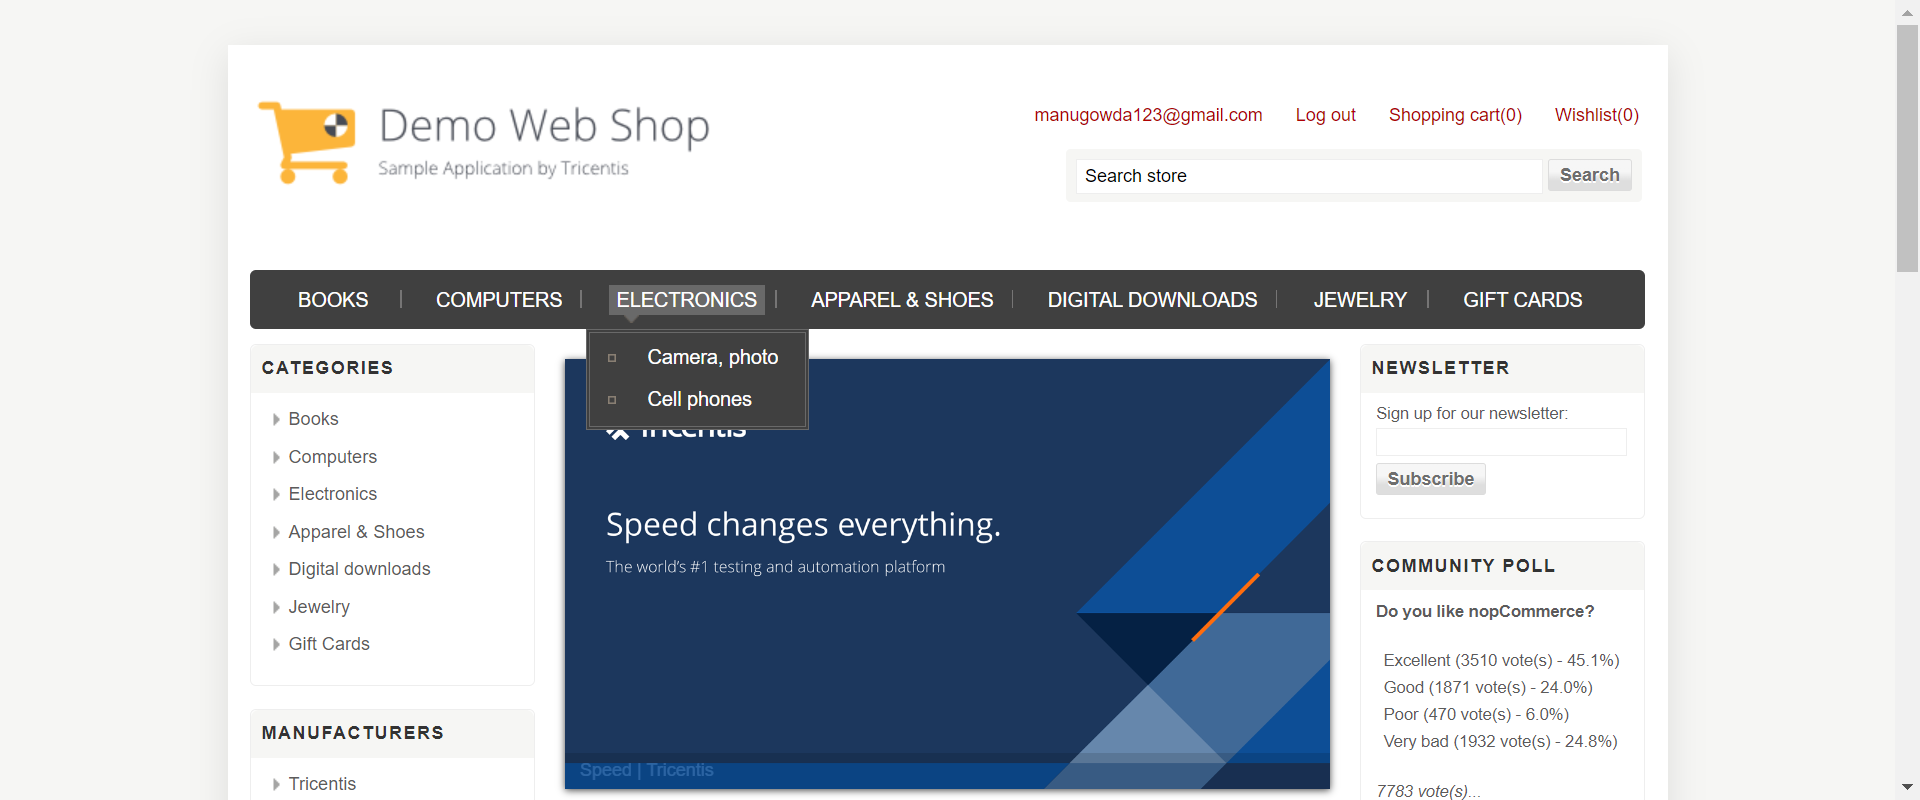 Demo Web Shop
Sample Application by Tricentis
manugowda123@gmail.com Log out Shopping cart(0) Wishlist(0)
Search store Search
BOOKS COMPUTERS ELECTRONICS APPAREL & SHOES DIGITAL DOWNLOADS JEWELRY GIFT CARDS
Camera, photo
Cell phones
CATEGORIES
Books
Computers
Electronics
Apparel & Shoes
Digital downloads
Jewelry
Gift Cards
MANUFACTURERS
Tricentis
Tricentis
Speed changes everything.
The world's #1 testing and automation platform
Speed | Tricentis
NEWSLETTER
Sign up for our newsletter:
Subscribe
COMMUNITY POLL
Do you like nopCommerce?
Excellent (3510 vote(s) - 45.1%)
Good (1871 vote(s) - 24.0%)
Poor (470 vote(s) - 6.0%)
Very bad (1932 vote(s) - 24.8%)
7783 vote(s)...